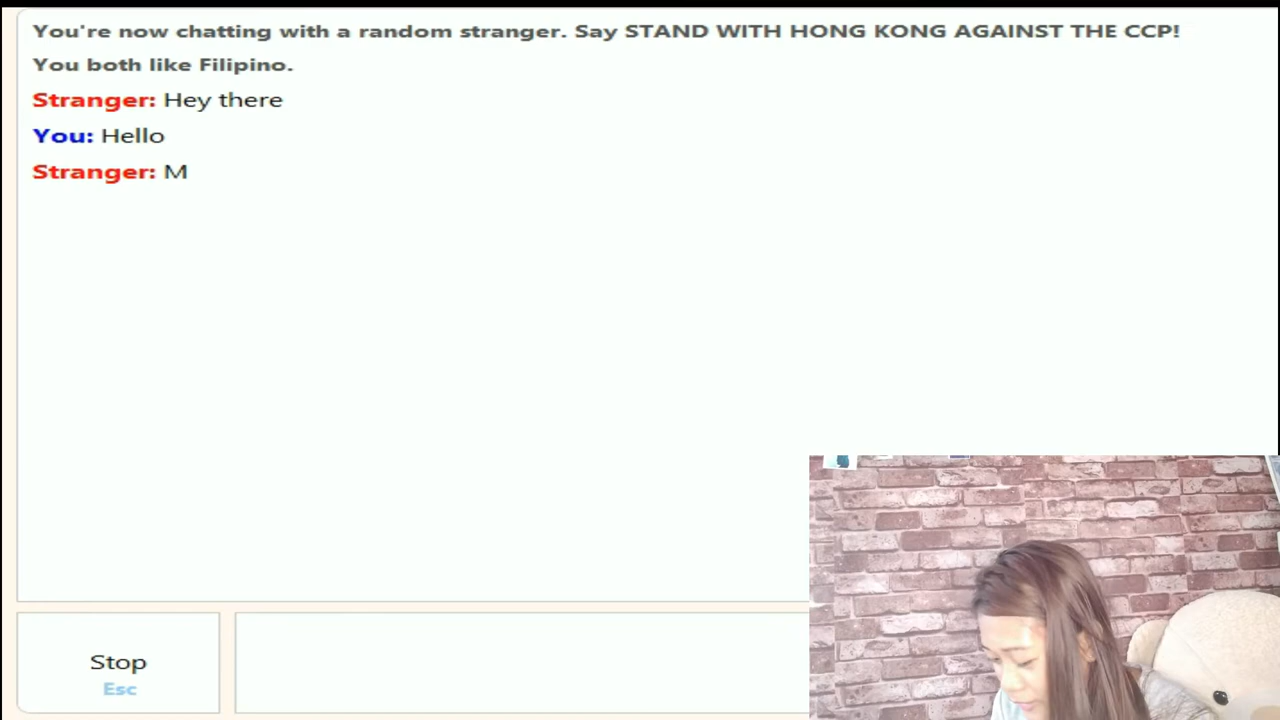 You're now chatting with a random stranger. Say STAND WITH HONG KONG AGAINST THE CCP!
You both like Filipino.
Stranger: Hey there
You: Hello
Stranger: M
Stop
Esc